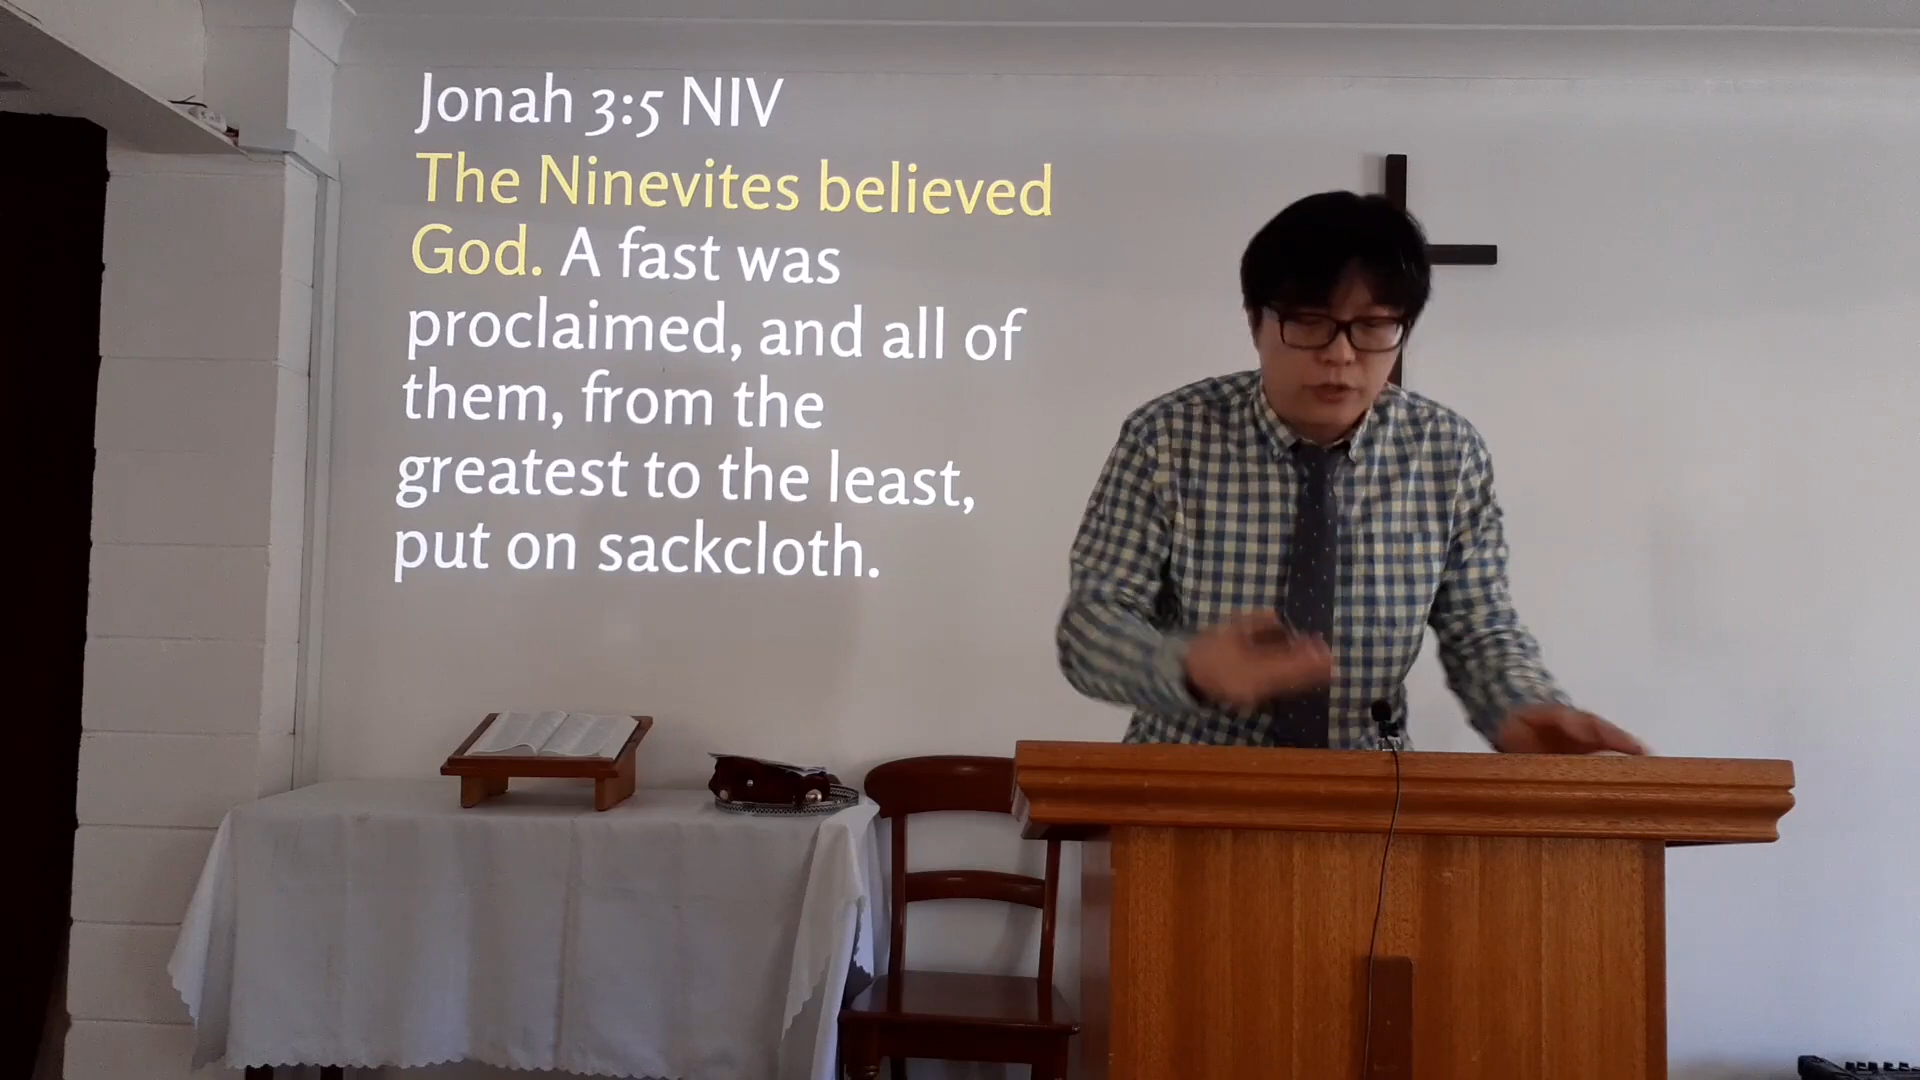 Jonah 3:5 NIV
The Ninevites believed
God. A fast was
proclaimed, and all of
them, from the
greatest to the least,
put on sackcloth.